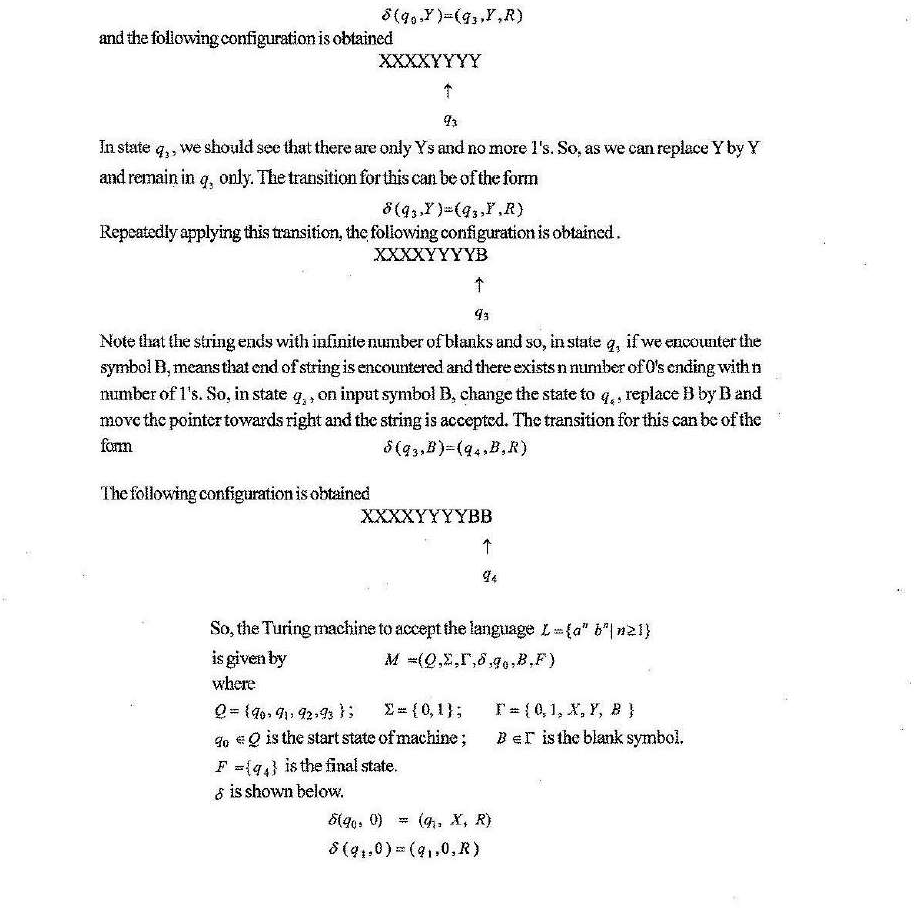 δ(q₀,Y)=(q₃,Y,R)
and the following configuration is obtained
XXXXYYYY
↑
q₃
In state q₃, we should see that there are only Ys and no more 1's. So, as we can replace Y by Y
and remain in q₃ only. The transition for this can be of the form
δ(q₃,Y)=(q₃,Y,R)
Repeatedly applying this transition, the following configuration is obtained.
XXXXYYYYB
↑
q₃
Note that the string ends with infinite number of blanks and so, in state q₃ if we encounter the
symbol B, means that end of string is encountered and there exists n number of 0's ending with n
number of 1's. So, in state q₃, on input symbol B, change the state to q₄, replace B by B and
move the pointer towards right and the string is accepted. The transition for this can be of the
form δ(q₃,B)=(q₄,B,R)
The following configuration is obtained
XXXXYYYYBB
↑
q₄
So, the Turing machine to accept the language L={aⁿ bⁿ| n≥1}
is given by M =(Q,Σ,Γ,δ,q₀,B,F)
where
Q = {q₀, q₁, q₂,q₃ }; Σ = {0,1}; Γ = { 0,1, X, Y, B }
q₀ ∈ Q is the start state of machine ; B ∈ Γ is the blank symbol.
F ={q₄} is the final state.
δ is shown below.
δ(q₀, 0) = (q₁, X, R)
δ(q₁,0)=(q₁,0,R)